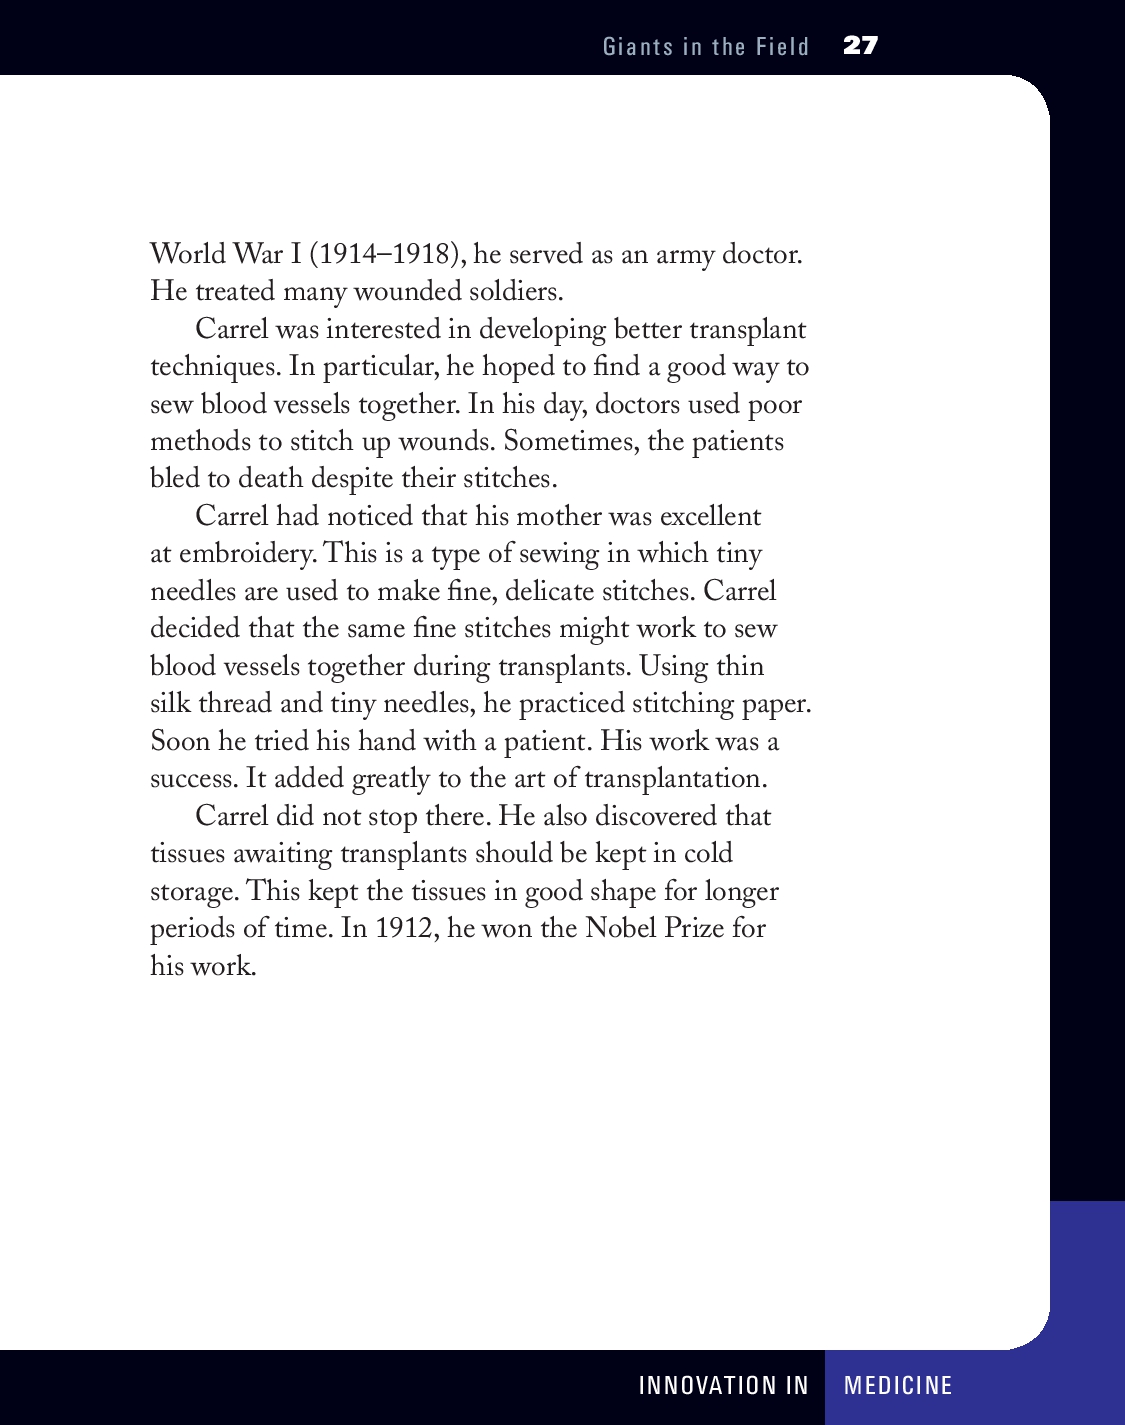 Giants in the Field 27
World War I (1914–1918), he served as an army doctor.
He treated many wounded soldiers.
Carrel was interested in developing better transplant
techniques. In particular, he hoped to find a good way to
sew blood vessels together. In his day, doctors used poor
methods to stitch up wounds. Sometimes, the patients
bled to death despite their stitches.
Carrel had noticed that his mother was excellent
at embroidery. This is a type of sewing in which tiny
needles are used to make fine, delicate stitches. Carrel
decided that the same fine stitches might work to sew
blood vessels together during transplants. Using thin
silk thread and tiny needles, he practiced stitching paper.
Soon he tried his hand with a patient. His work was a
success. It added greatly to the art of transplantation.
Carrel did not stop there. He also discovered that
tissues awaiting transplants should be kept in cold
storage. This kept the tissues in good shape for longer
periods of time. In 1912, he won the Nobel Prize for
his work.
INNOVATION IN MEDICINE